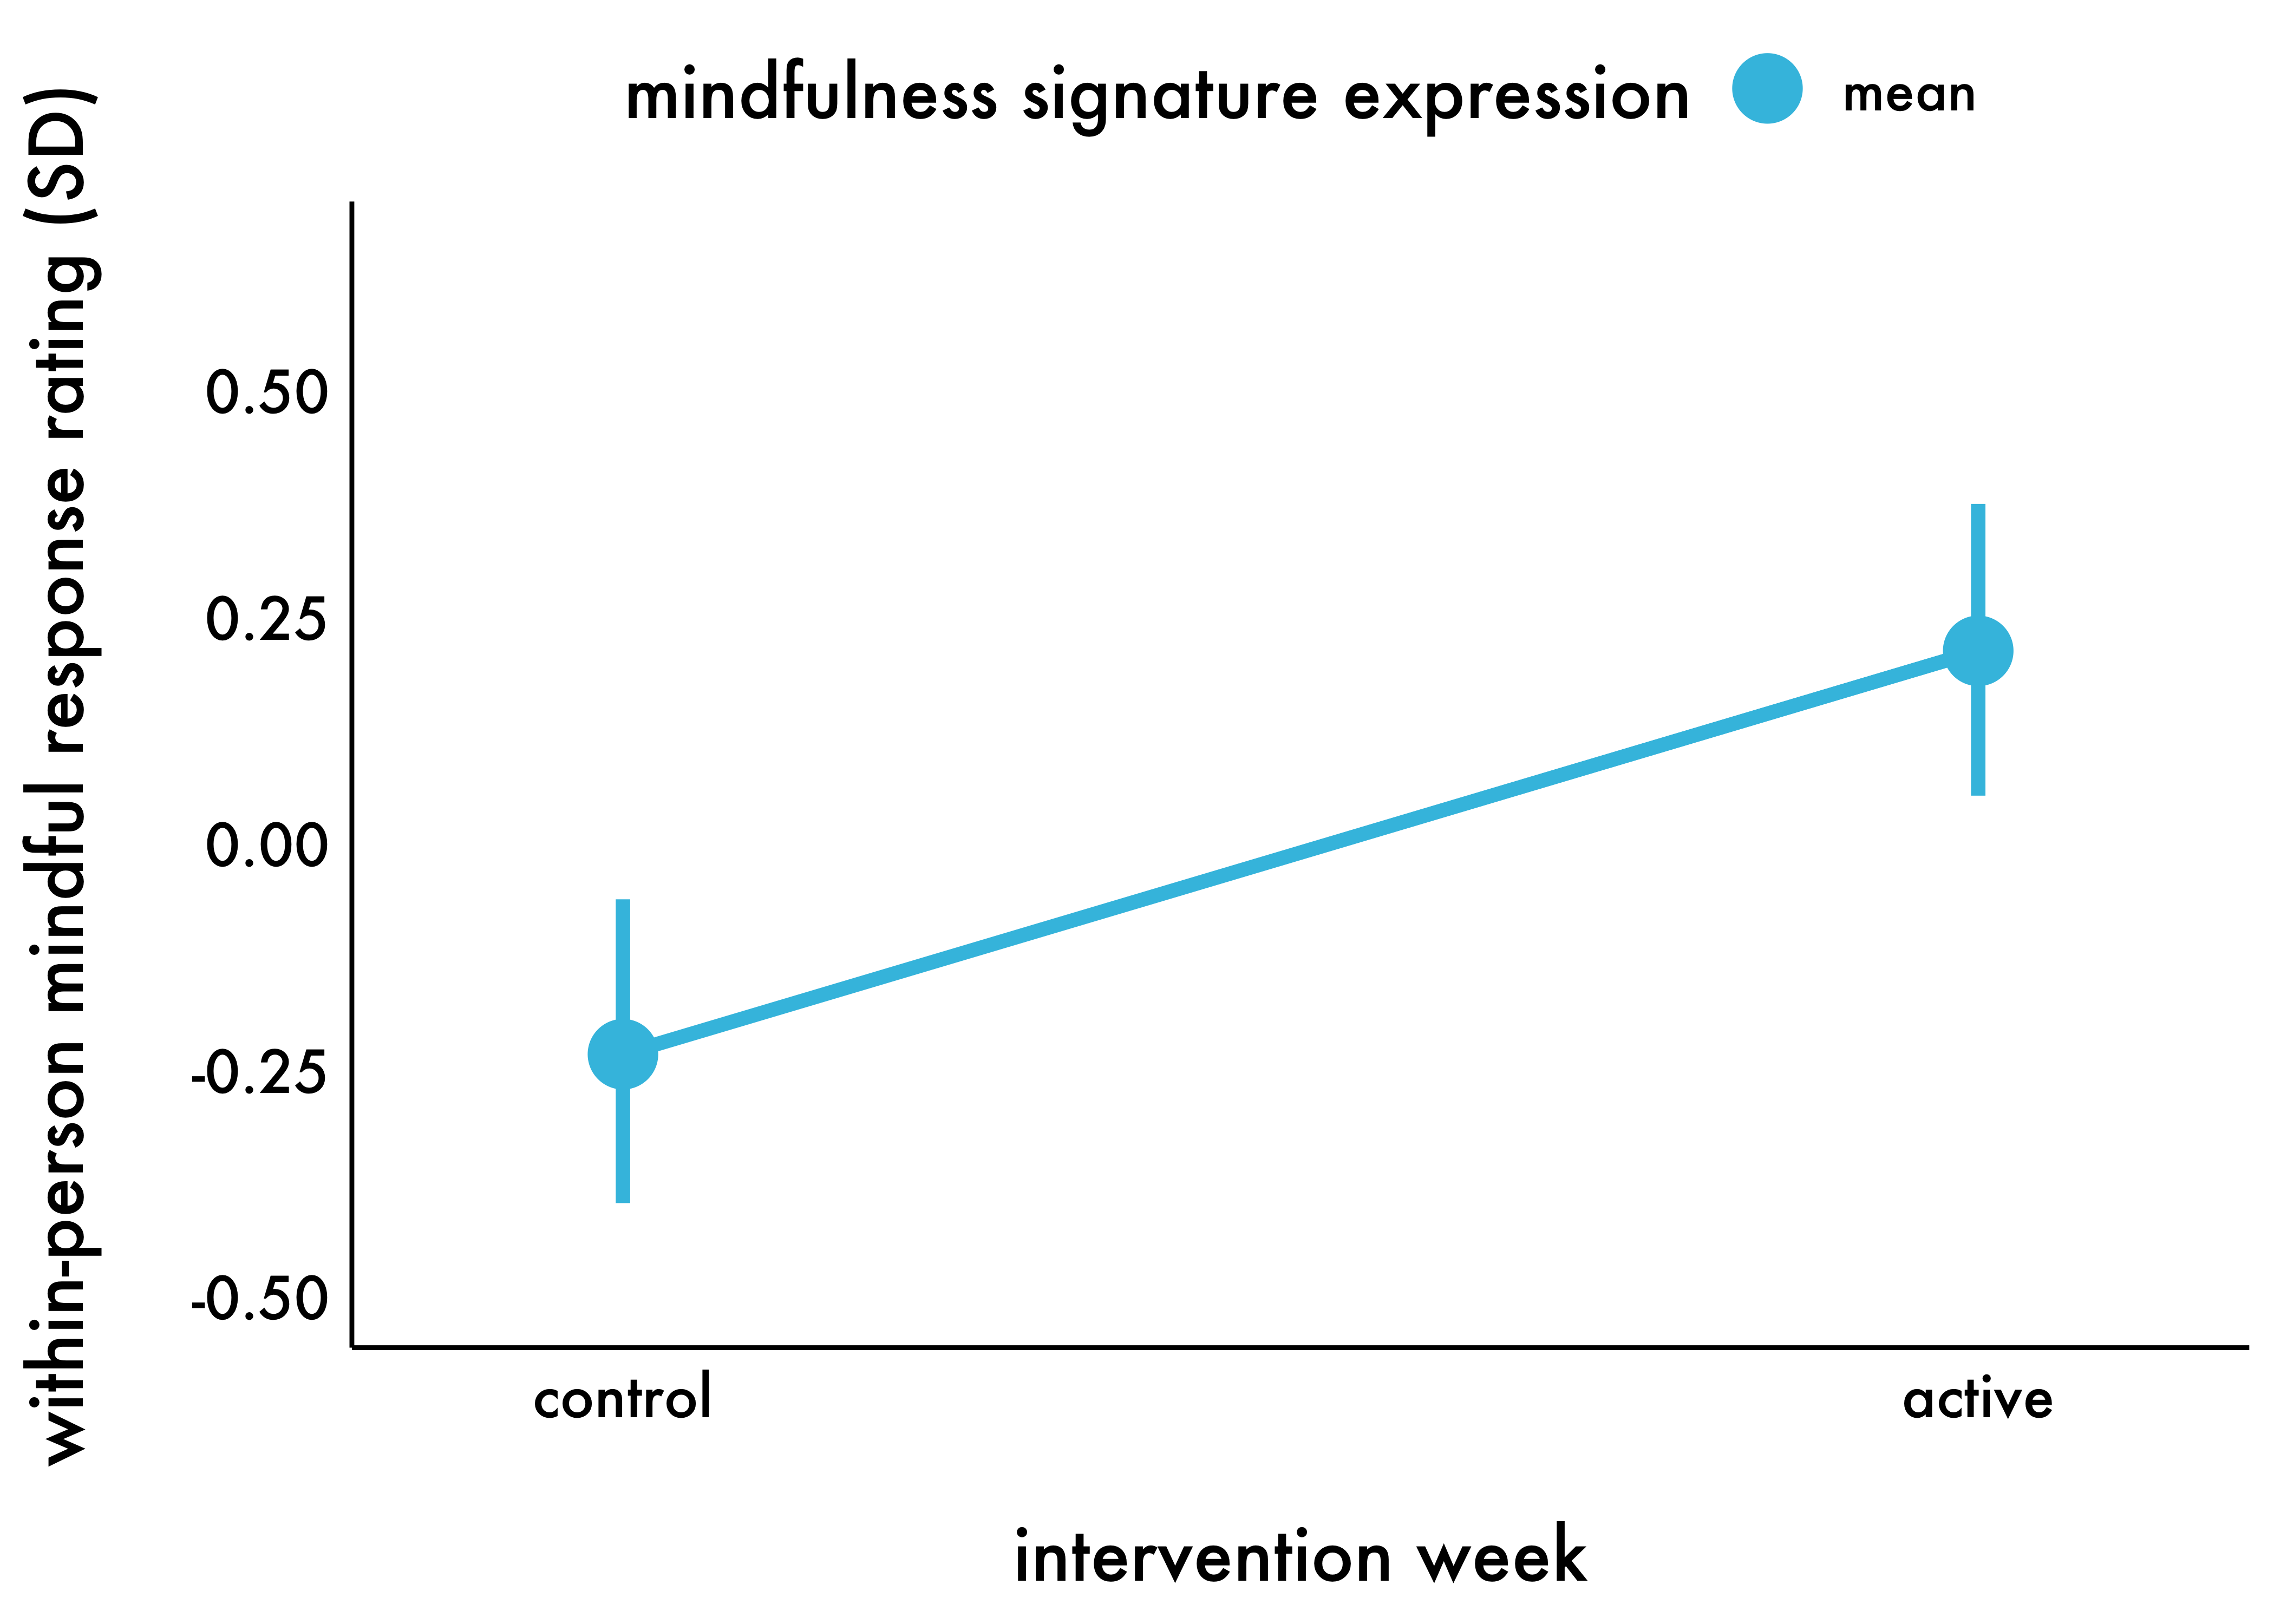 mindfulness signature expression mean
within-person mindful response rating (SD)
0.50
0.25
0.00
-0.25
-0.50
control active
intervention week